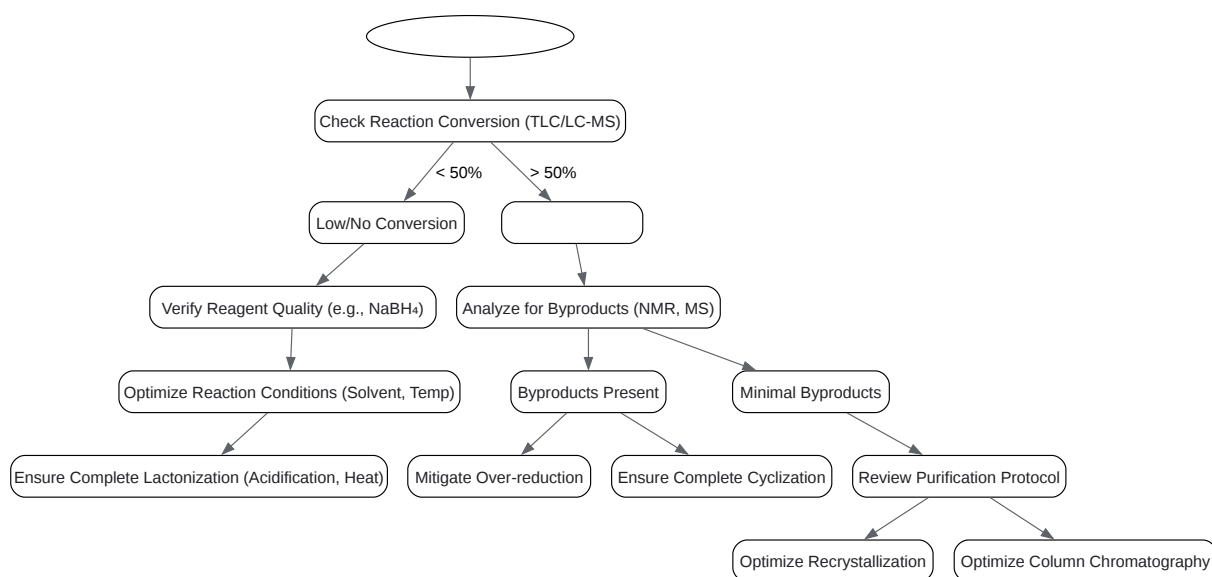 Check Reaction Conversion (TLC/LC-MS)
< 50%
> 50%
Low/No Conversion
Verify Reagent Quality (e.g., NaBH₄)
Analyze for Byproducts (NMR, MS)
Optimize Reaction Conditions (Solvent, Temp)
Byproducts Present
Minimal Byproducts
Ensure Complete Lactonization (Acidification, Heat)
Mitigate Over-reduction
Ensure Complete Cyclization
Review Purification Protocol
Optimize Recrystallization
Optimize Column Chromatography